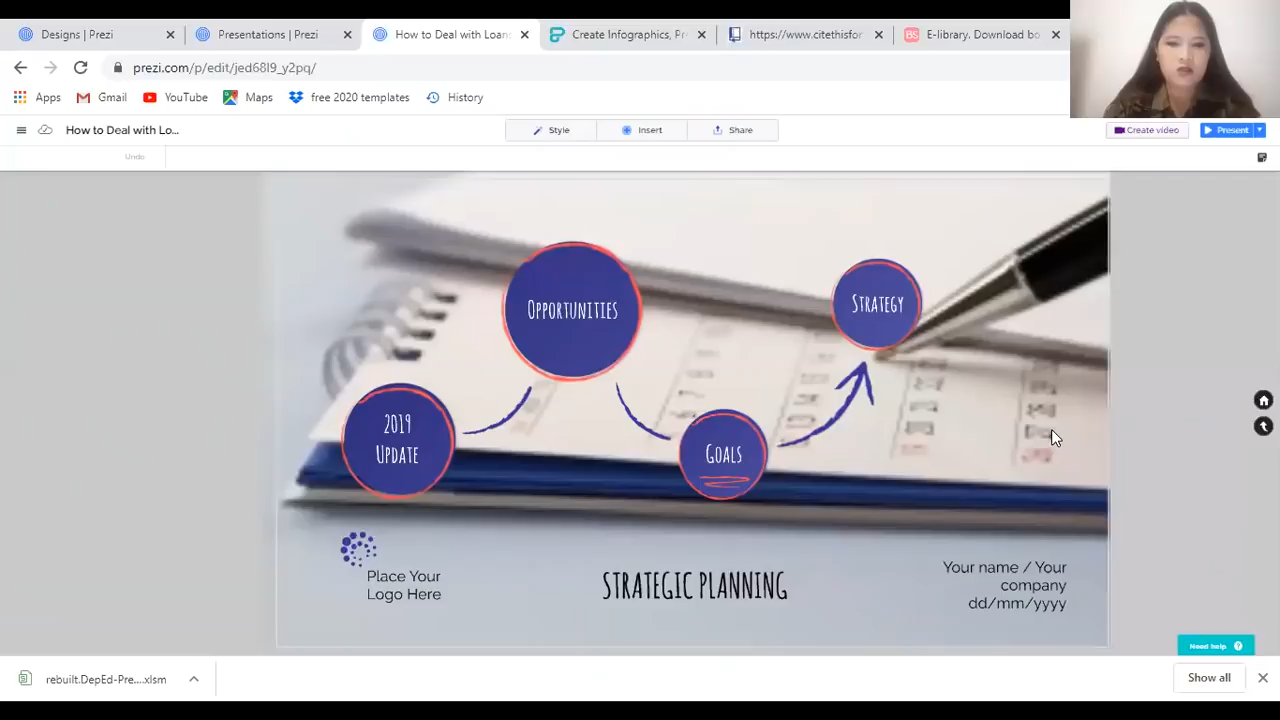 Designs | Prezi
Presentations | Prezi
How to Deal with Loan
Create Infographics, Pr
https://www.citethisfor
E-library. Download bo
prezi.com/p/edit/jed68l9_y2pq/
Apps
Gmail
YouTube
Maps
free 2020 templates
History
How to Deal with Lo...
Style
Insert
Share
Create video
Present
Undo
OPPORTUNITIES
STRATEGY
2019
UPDATE
GOALS
Place Your
Logo Here
STRATEGIC PLANNING
Your name / Your
company
dd/mm/yyyy
Need help
rebuilt.DepEd-Pre....xlsm
Show all